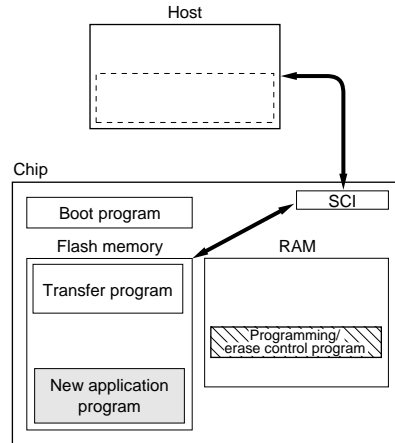 Host
Chip
SCI
Boot program
Flash memory
RAM
Transfer program
Programming/
erase control program
New application
program